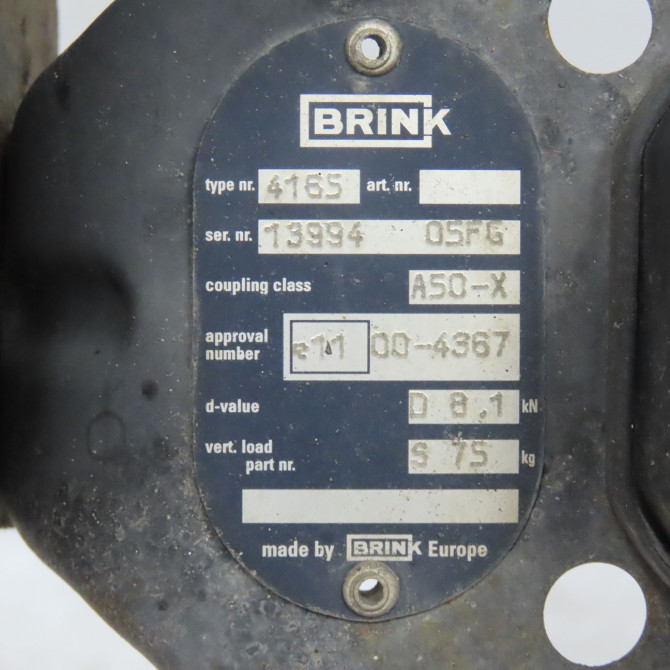 BRINK
type nr. 4165 art. nr.
ser. nr. 13994 05FG
coupling class A50-X
approval number e11 00-4367
d-value D 8.1 kN
vert. load S 75 kg
part nr.
made by BRINK Europe